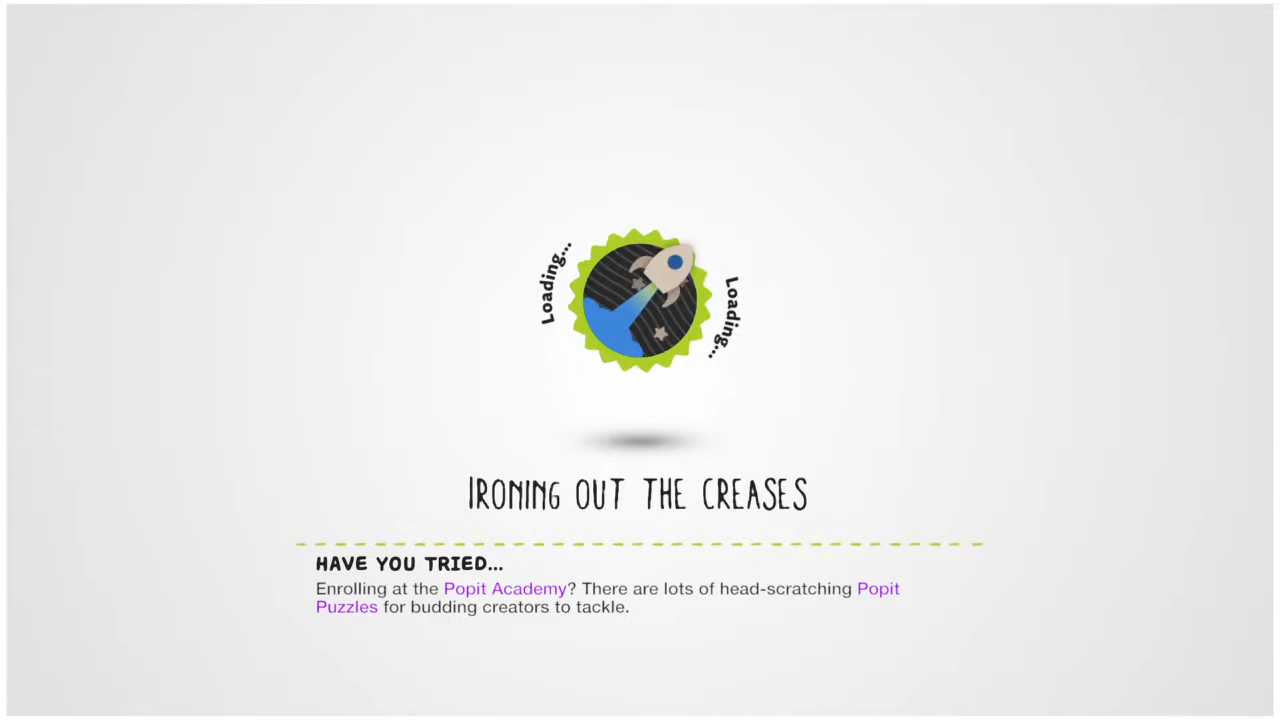 Loading...
Loading...
IRONING OUT THE CREASES
HAVE YOU TRIED...
Enrolling at the Popit Academy? There are lots of head-scratching Popit
Puzzles for budding creators to tackle.